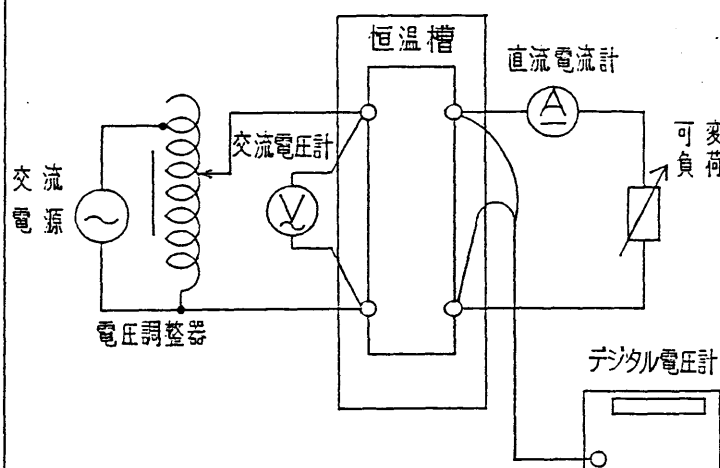 恒温槽
直流電流計
A
交流電圧計
可変
負荷
交流
電源
V
電圧調整器
デジタル電圧計